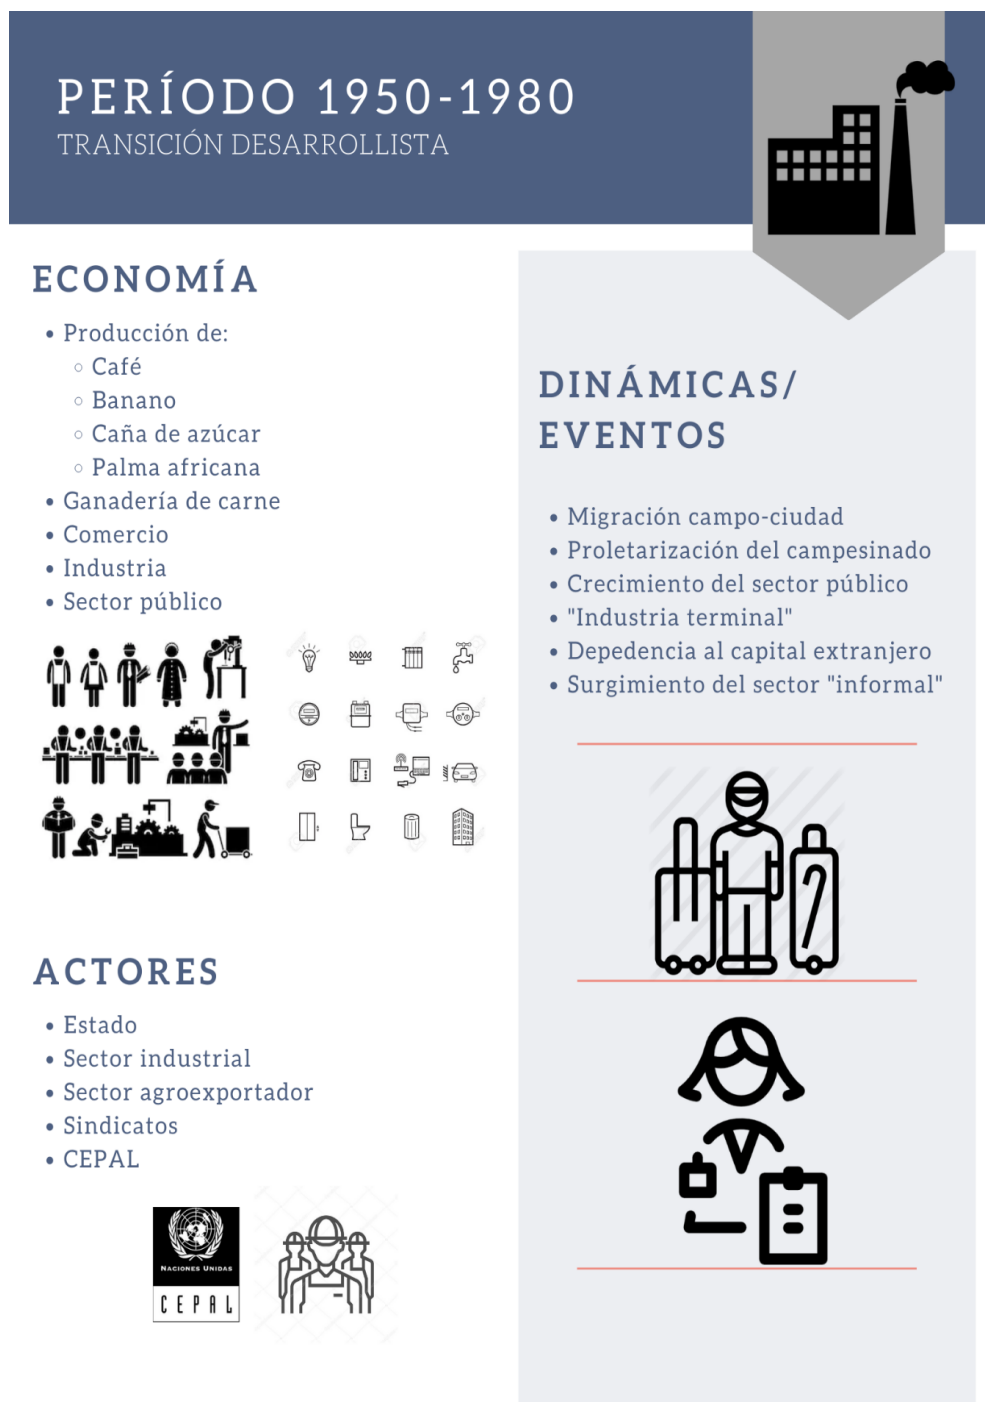 PERÍODO 1950-1980
TRANSICIÓN DESARROLLISTA
ECONOMÍA
Producción de:
Café
Banano
Caña de azúcar
Palma africana
Ganadería de carne
Comercio
Industria
Sector público
ACTORES
Estado
Sector industrial
Sector agroexportador
Sindicatos
CEPAL
NACIONES UNIDAS
CEPAL
DINÁMICAS/
EVENTOS
Migración campo-ciudad
Proletarización del campesinado
Crecimiento del sector público
"Industria terminal"
Depedencia al capital extranjero
Surgimiento del sector "informal"